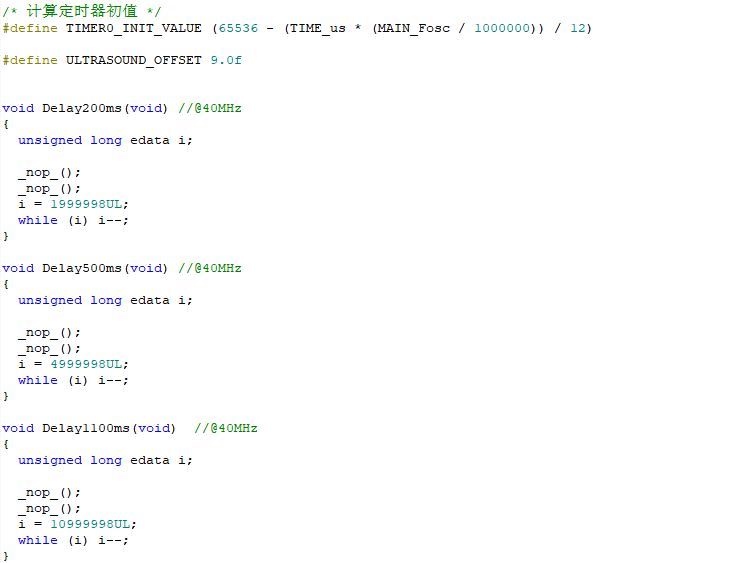 /* 计算定时器初值 */
#define TIMER0_INIT_VALUE (65536 - (TIME_us * (MAIN_Fosc / 1000000)) / 12)
#define ULTRASOUND_OFFSET 9.0f
void Delay200ms(void) //@40MHz
{
unsigned long edata i;
_nop_();
_nop_();
i = 1999998UL;
while (i) i--;
}
void Delay500ms(void) //@40MHz
{
unsigned long edata i;
_nop_();
_nop_();
i = 4999998UL;
while (i) i--;
}
void Delay1100ms(void) //@40MHz
{
unsigned long edata i;
_nop_();
_nop_();
i = 10999998UL;
while (i) i--;
}